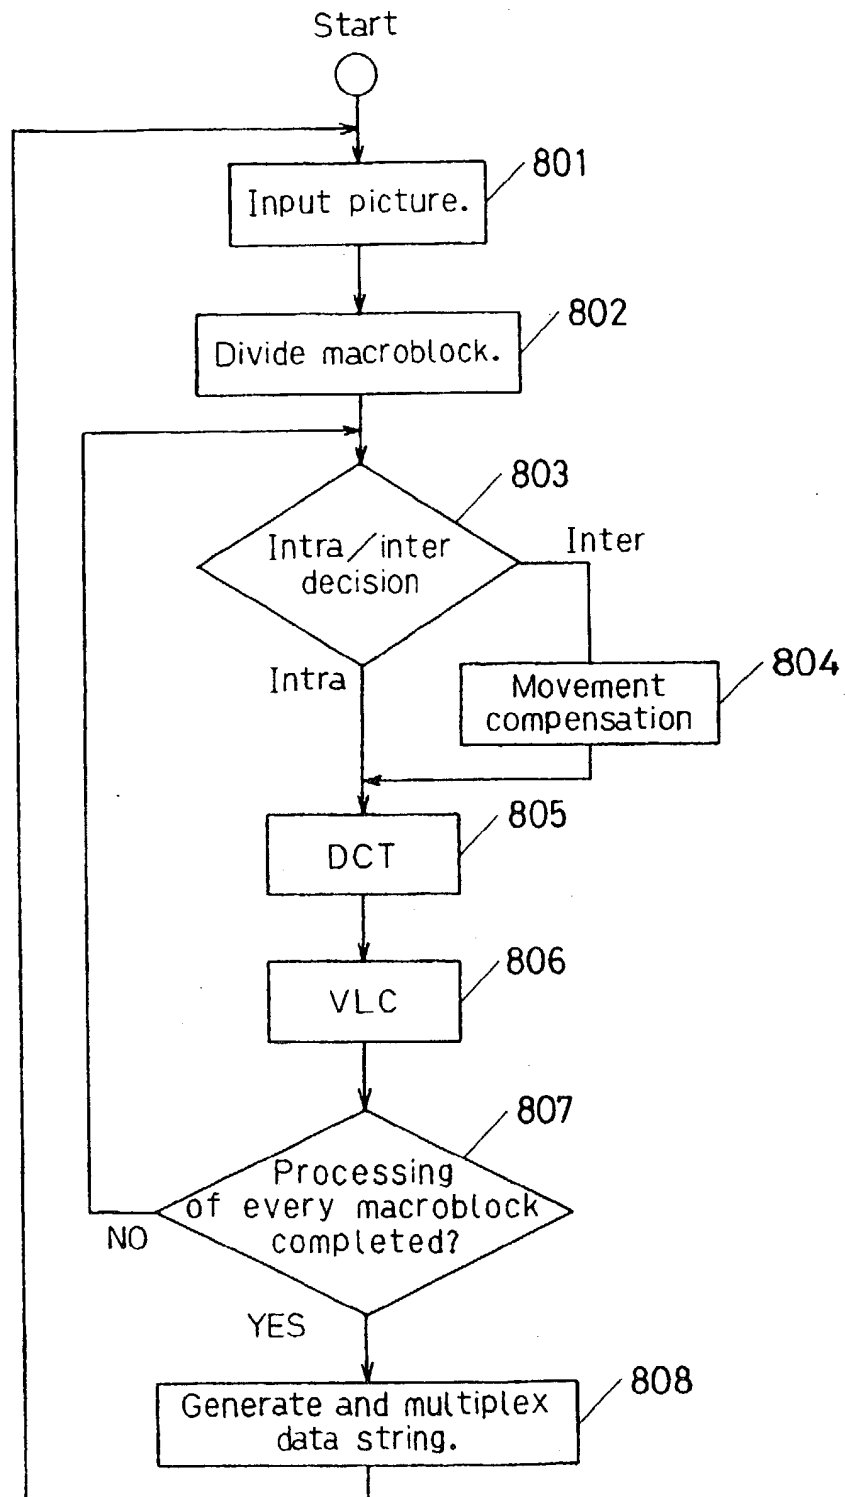 Start
801
Input picture.
802
Divide macroblock.
803
Intra/inter
decision
Inter
Intra
804
Movement
compensation
805
DCT
806
VLC
807
Processing
of every macroblock
completed?
NO
YES
808
Generate and multiplex
data string.